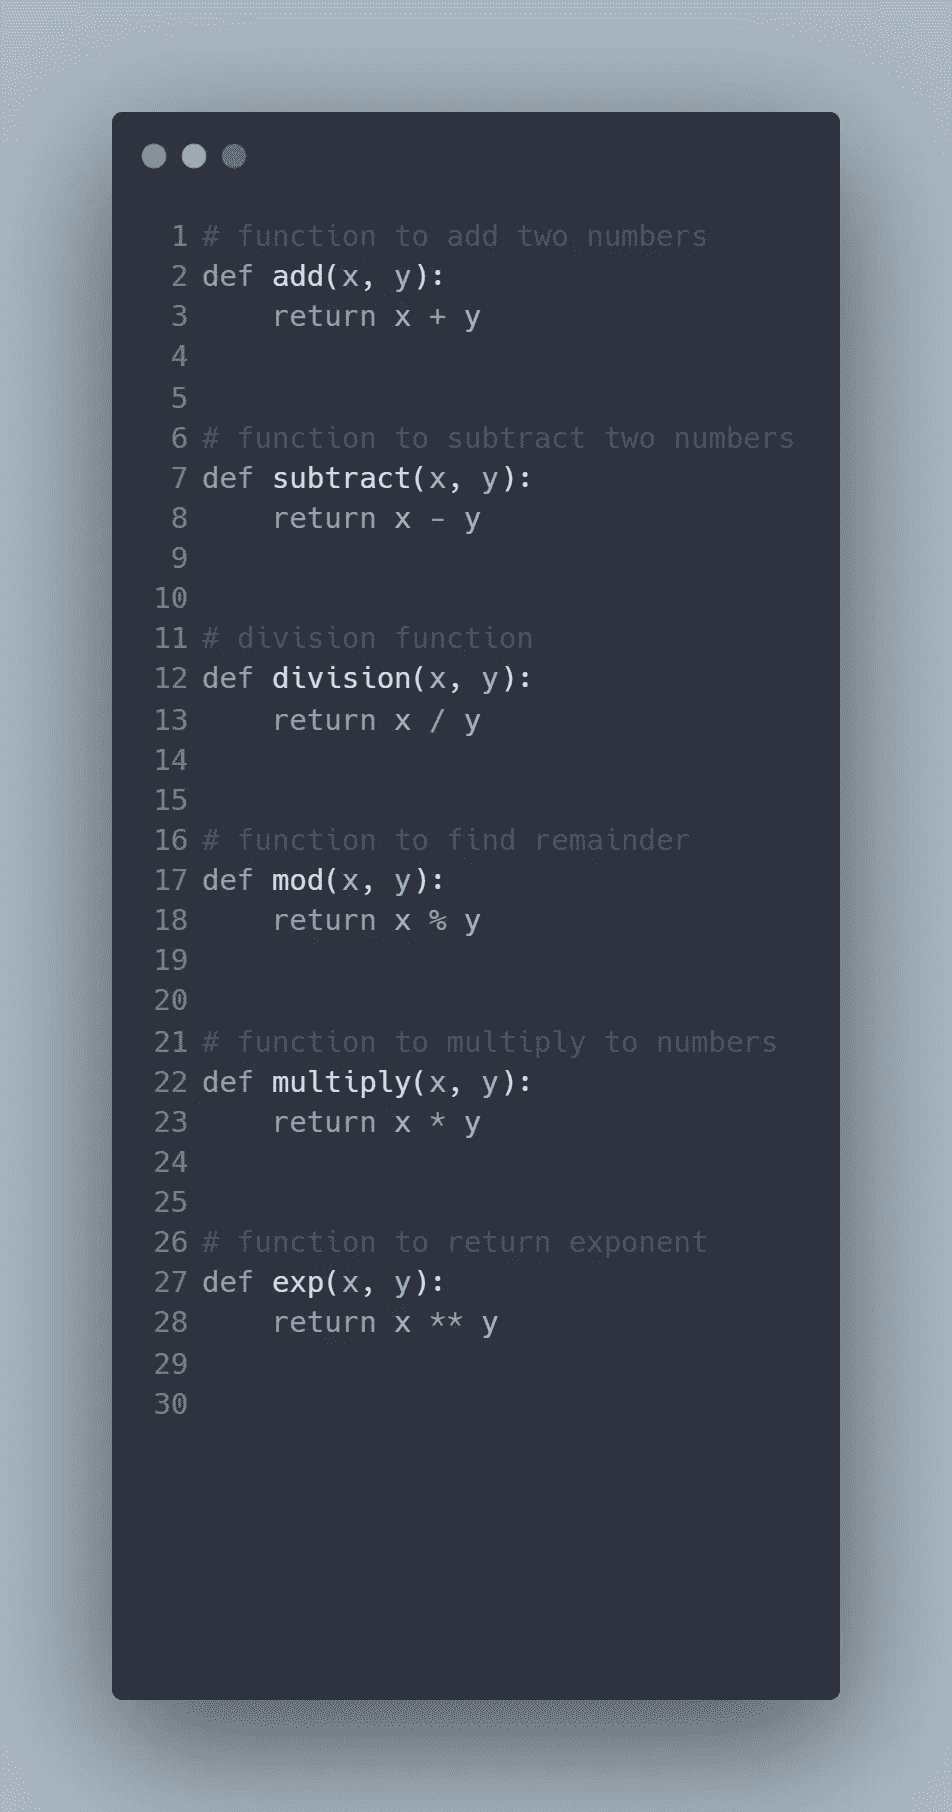 1 # function to add two numbers
2 def add(x, y):
3     return x + y
4
5
6 # function to subtract two numbers
7 def subtract(x, y):
8     return x - y
9
10
11 # division function
12 def division(x, y):
13     return x / y
14
15
16 # function to find remainder
17 def mod(x, y):
18     return x % y
19
20
21 # function to multiply to numbers
22 def multiply(x, y):
23     return x * y
24
25
26 # function to return exponent
27 def exp(x, y):
28     return x ** y
29
30